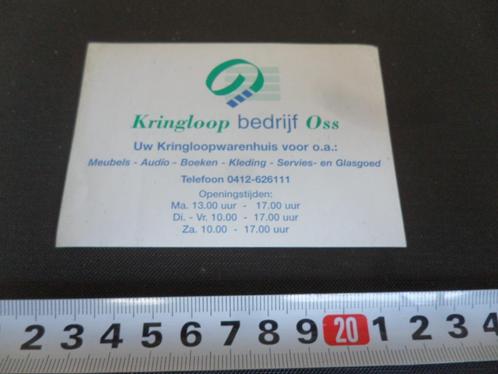 Kringloop bedrijf Oss
Uw Kringloopwarenhuis voor o.a.:
Meubels - Audio - Boeken - Kleding - Servies- en Glasgoed
Telefoon 0412-626111
Openingstijden:
Ma. 13.00 uur - 17.00 uur
Di. - Vr. 10.00 - 17.00 uur
Za. 10.00 - 17.00 uur
2 3 4 5 6 7 8 9 20 1 2 3 4